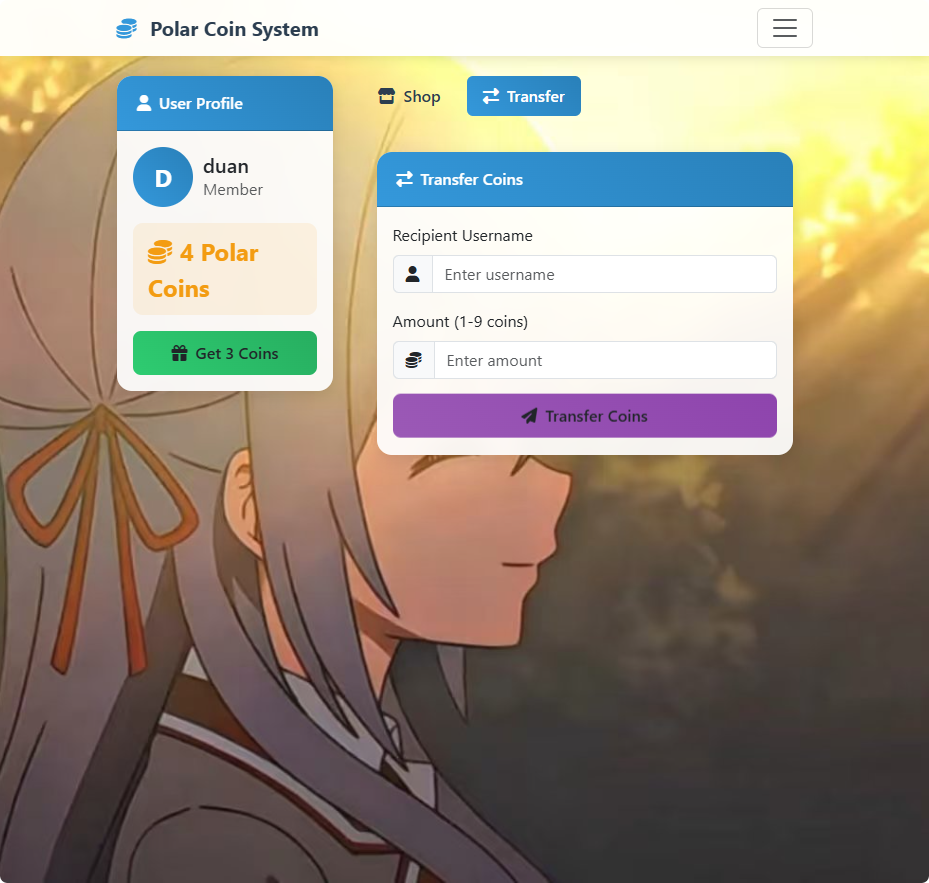 Polar Coin System
User Profile
D
duan
Member
4 Polar
Coins
Get 3 Coins
Shop
Transfer
Transfer Coins
Recipient Username
Enter username
Amount (1-9 coins)
Enter amount
Transfer Coins